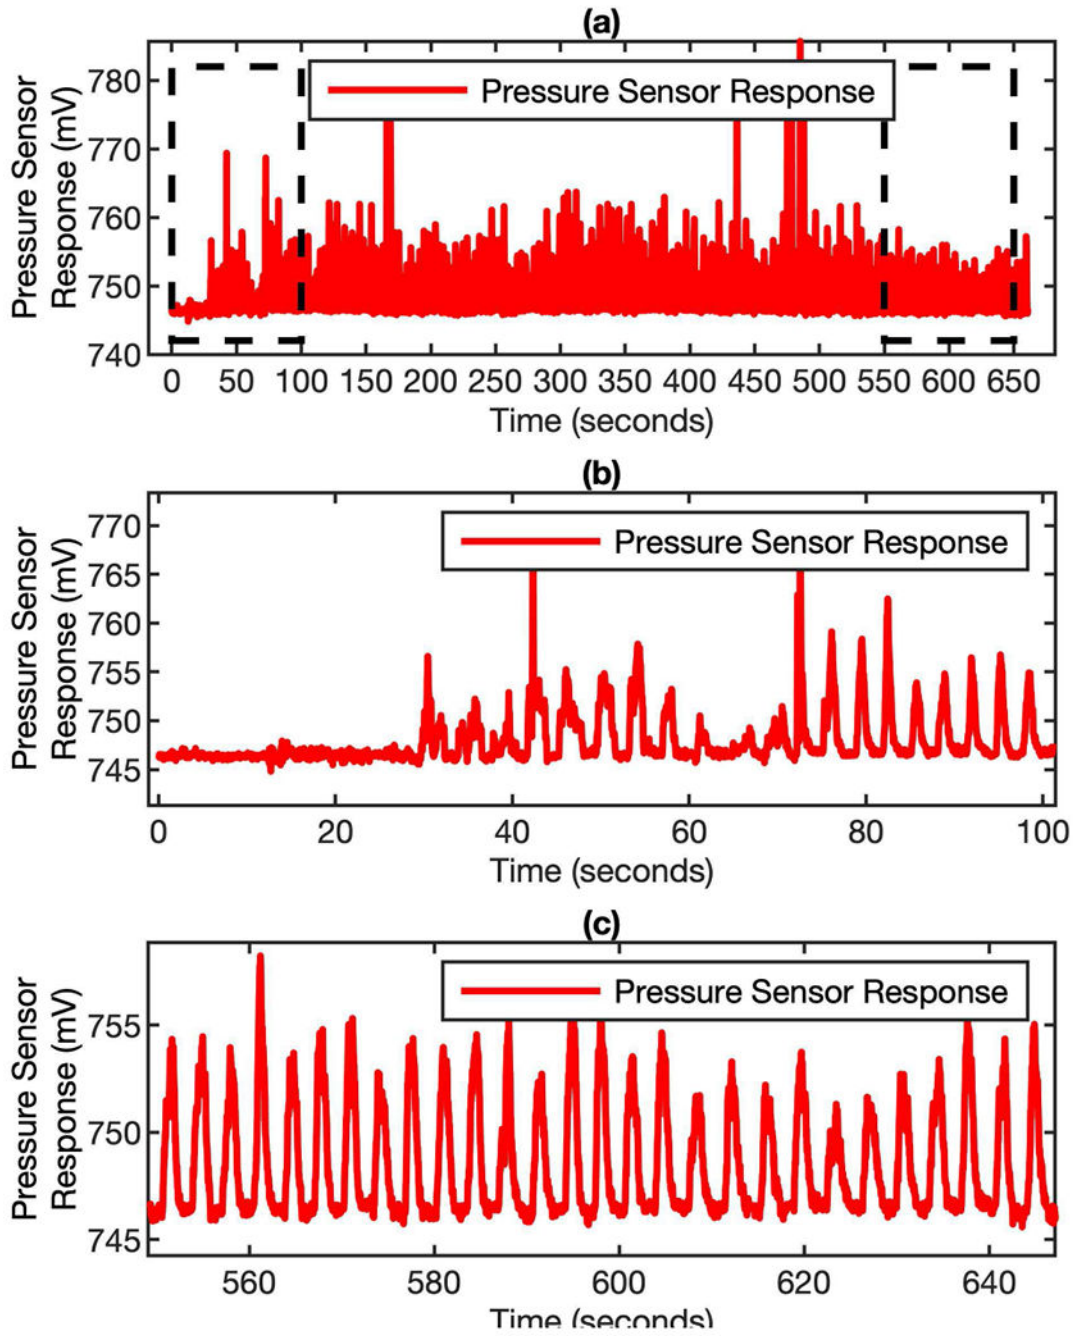 (a)
Pressure Sensor
Response (mV)
780
770
760
750
740
Pressure Sensor Response
0 50 100 150 200 250 300 350 400 450 500 550 600 650
Time (seconds)
(b)
Pressure Sensor
Response (mV)
770
765
760
755
750
745
Pressure Sensor Response
0 20 40 60 80 100
Time (seconds)
(c)
Pressure Sensor
Response (mV)
755
750
745
Pressure Sensor Response
560 580 600 620 640
Time (seconds)